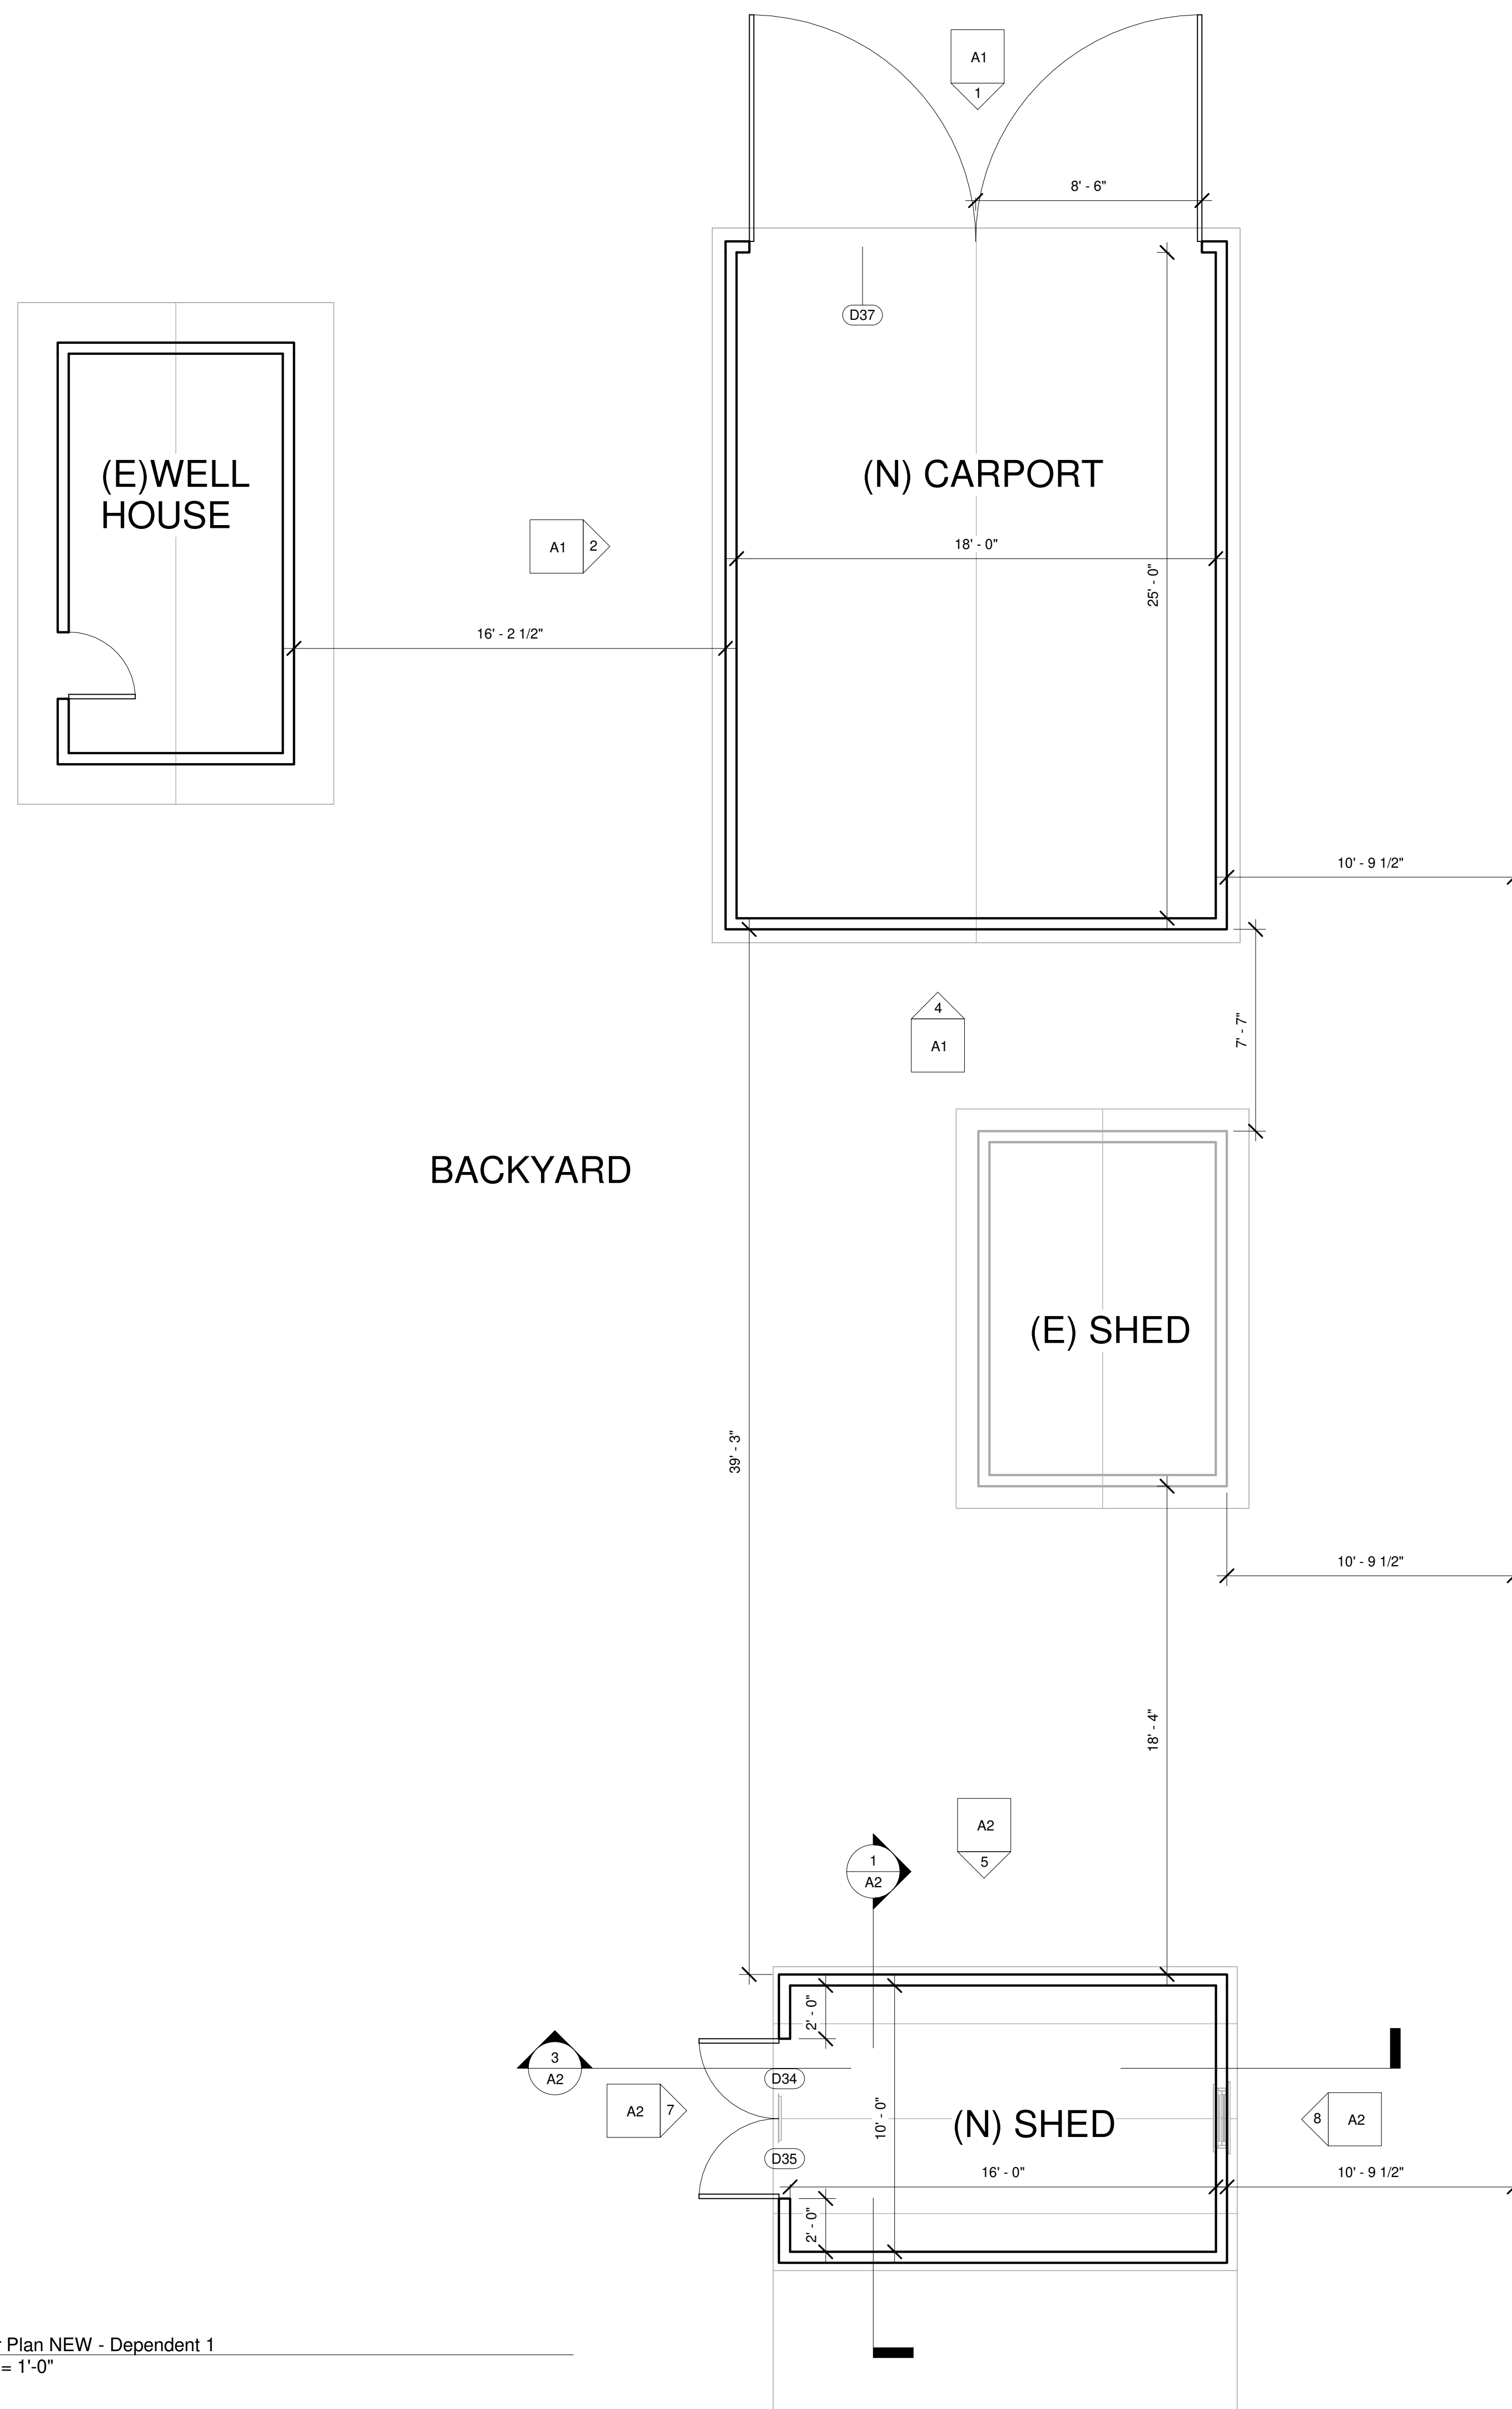 A1
1
8' - 6"
D37
(E)WELL
HOUSE
(N) CARPORT
A1
2
18' - 0"
25' - 0"
16' - 2 1/2"
10' - 9 1/2"
4
A1
7' - 7"
BACKYARD
(E) SHED
39' - 3"
10' - 9 1/2"
18' - 4"
A2
5
1
A2
2' - 0"
3
A2
D34
A2
7
10' - 0"
(N) SHED
8
A2
D35
16' - 0"
10' - 9 1/2"
2' - 0"
Plan NEW - Dependent 1
= 1'-0"